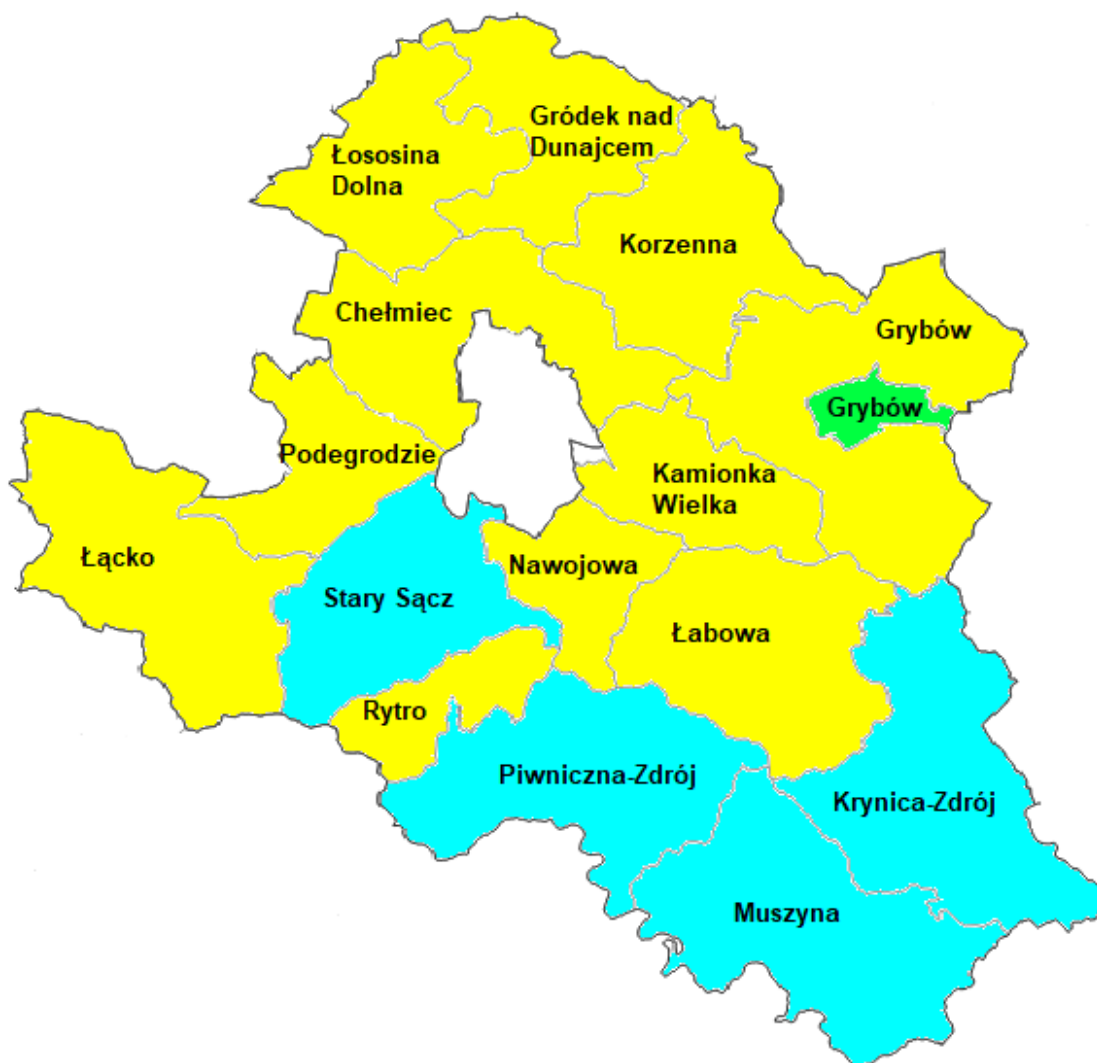 Gródek nad
Dunajcem
Łososina
Dolna
Korzenna
Chełmiec
Grybów
Grybów
Podegrodzie
Kamionka
Wielka
Łącko
Nawojowa
Stary Sącz
Łabowa
Rytro
Piwniczna-Zdrój
Krynica-Zdrój
Muszyna